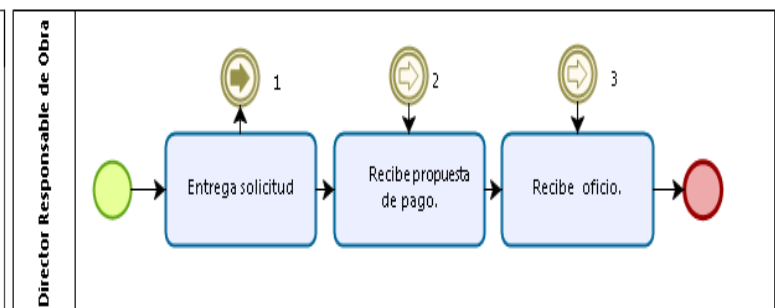 Director Responsable de Obra
1
2
3
Entrega solicitud
Recibe propuesta
de pago.
Recibe oficio.